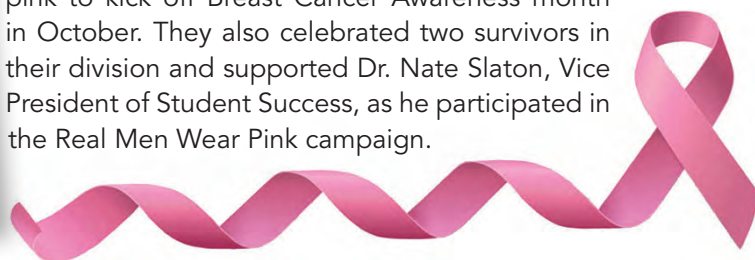 pink to kick off Breast Cancer Awareness month
in October. They also celebrated two survivors in
their division and supported Dr. Nate Slaton, Vice
President of Student Success, as he participated in
the Real Men Wear Pink campaign.